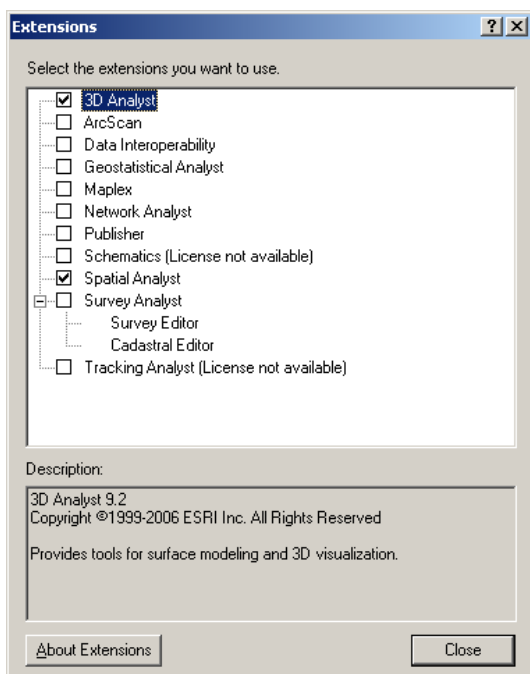 Extensions
Select the extensions you want to use.
3D Analyst
ArcScan
Data Interoperability
Geostatistical Analyst
Maplex
Network Analyst
Publisher
Schematics (License not available)
Spatial Analyst
Survey Analyst
Survey Editor
Cadastral Editor
Tracking Analyst (License not available)
Description:
3D Analyst 9.2
Copyright ©1999-2006 ESRI Inc. All Rights Reserved
Provides tools for surface modeling and 3D visualization.
About Extensions Close